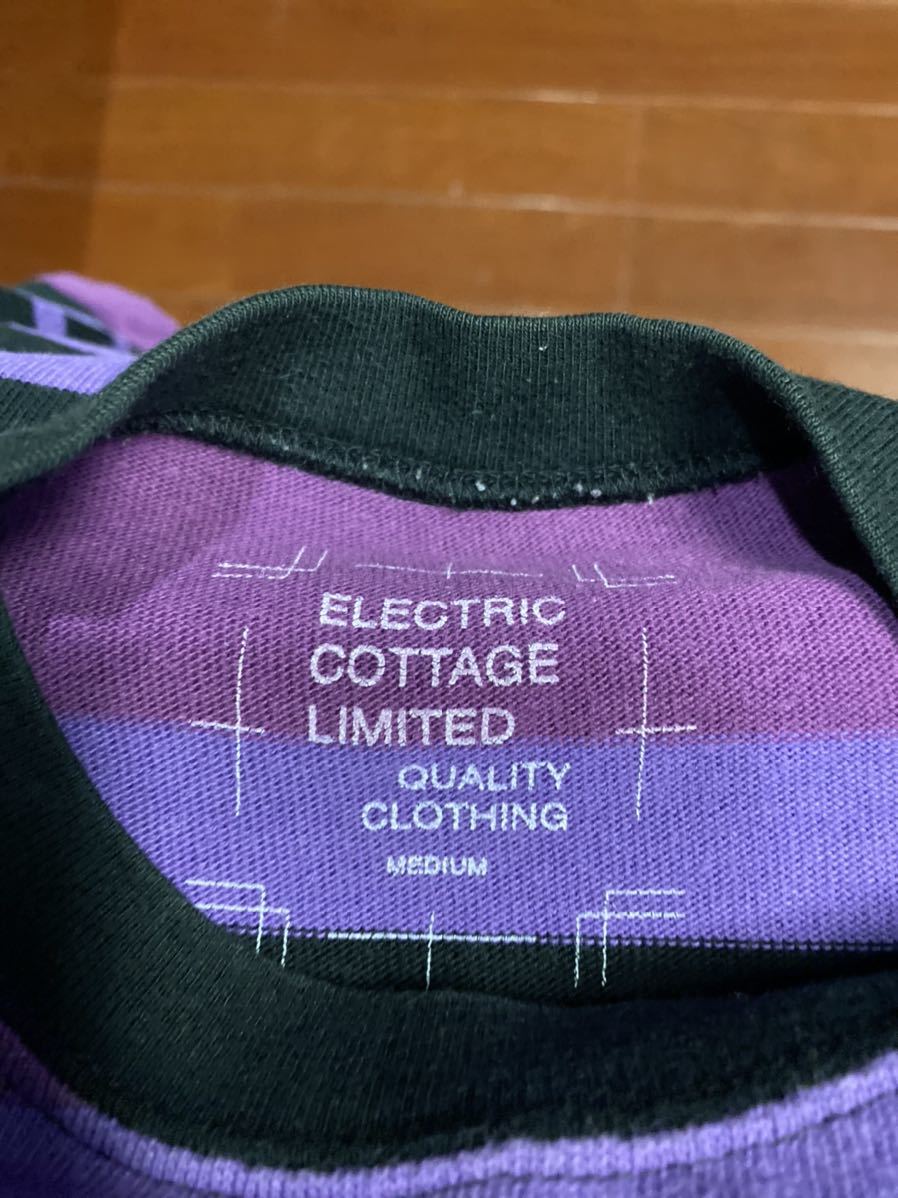 ELECTRIC
COTTAGE
LIMITED
QUALITY
CLOTHING
MEDIUM